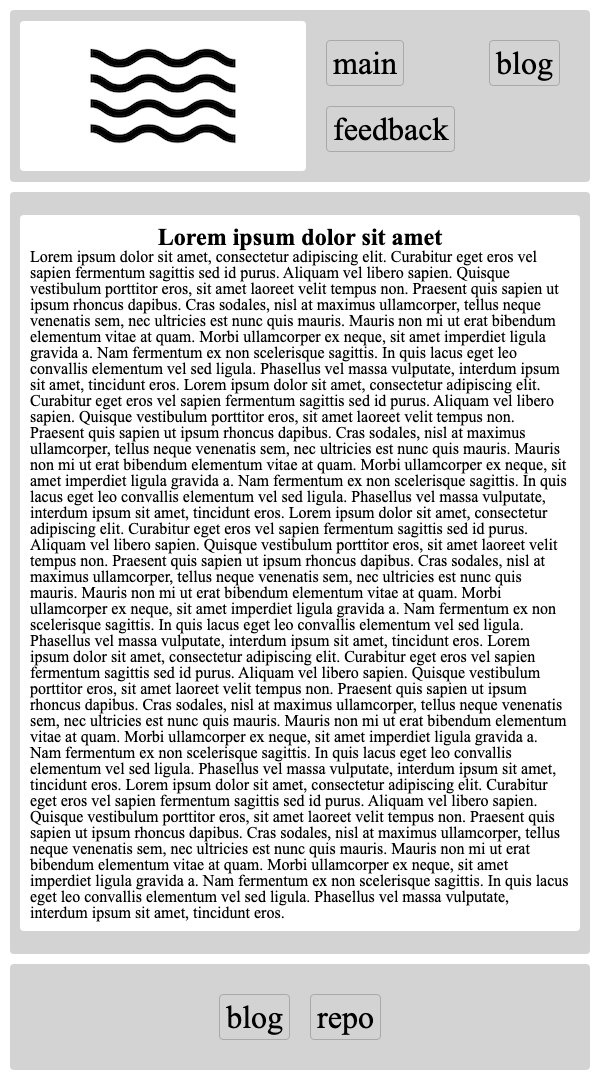 main
blog
feedback
Lorem ipsum dolor sit amet
Lorem ipsum dolor sit amet, consectetur adipiscing elit. Curabitur eget eros vel
sapien fermentum sagittis sed id purus. Aliquam vel libero sapien. Quisque
vestibulum porttitor eros, sit amet laoreet velit tempus non. Praesent quis sapien ut
ipsum rhoncus dapibus. Cras sodales, nisl at maximus ullamcorper, tellus neque
venenatis sem, nec ultricies est nunc quis mauris. Mauris non mi ut erat bibendum
elementum vitae at quam. Morbi ullamcorper ex neque, sit amet imperdiet ligula
gravida a. Nam fermentum ex non scelerisque sagittis. In quis lacus eget leo
convallis elementum vel sed ligula. Phasellus vel massa vulputate, interdum ipsum
sit amet, tincidunt eros. Lorem ipsum dolor sit amet, consectetur adipiscing elit.
Curabitur eget eros vel sapien fermentum sagittis sed id purus. Aliquam vel libero
sapien. Quisque vestibulum porttitor eros, sit amet laoreet velit tempus non.
Praesent quis sapien ut ipsum rhoncus dapibus. Cras sodales, nisl at maximus
ullamcorper, tellus neque venenatis sem, nec ultricies est nunc quis mauris. Mauris
non mi ut erat bibendum elementum vitae at quam. Morbi ullamcorper ex neque, sit
amet imperdiet ligula gravida a. Nam fermentum ex non scelerisque sagittis. In quis
lacus eget leo convallis elementum vel sed ligula. Phasellus vel massa vulputate,
interdum ipsum sit amet, tincidunt eros. Lorem ipsum dolor sit amet, consectetur
adipiscing elit. Curabitur eget eros vel sapien fermentum sagittis sed id purus.
Aliquam vel libero sapien. Quisque vestibulum porttitor eros, sit amet laoreet velit
tempus non. Praesent quis sapien ut ipsum rhoncus dapibus. Cras sodales, nisl at
maximus ullamcorper, tellus neque venenatis sem, nec ultricies est nunc quis
mauris. Mauris non mi ut erat bibendum elementum vitae at quam. Morbi
ullamcorper ex neque, sit amet imperdiet ligula gravida a. Nam fermentum ex non
scelerisque sagittis. In quis lacus eget leo convallis elementum vel sed ligula.
Phasellus vel massa vulputate, interdum ipsum sit amet, tincidunt eros. Lorem
ipsum dolor sit amet, consectetur adipiscing elit. Curabitur eget eros vel sapien
fermentum sagittis sed id purus. Aliquam vel libero sapien. Quisque vestibulum
porttitor eros, sit amet laoreet velit tempus non. Praesent quis sapien ut ipsum
rhoncus dapibus. Cras sodales, nisl at maximus ullamcorper, tellus neque venenatis
sem, nec ultricies est nunc quis mauris. Mauris non mi ut erat bibendum elementum
vitae at quam. Morbi ullamcorper ex neque, sit amet imperdiet ligula gravida a.
Nam fermentum ex non scelerisque sagittis. In quis lacus eget leo convallis
elementum vel sed ligula. Phasellus vel massa vulputate, interdum ipsum sit amet,
tincidunt eros. Lorem ipsum dolor sit amet, consectetur adipiscing elit. Curabitur
eget eros vel sapien fermentum sagittis sed id purus. Aliquam vel libero sapien.
Quisque vestibulum porttitor eros, sit amet laoreet velit tempus non. Praesent quis
sapien ut ipsum rhoncus dapibus. Cras sodales, nisl at maximus ullamcorper, tellus
neque venenatis sem, nec ultricies est nunc quis mauris. Mauris non mi ut erat
bibendum elementum vitae at quam. Morbi ullamcorper ex neque, sit amet
imperdiet ligula gravida a. Nam fermentum ex non scelerisque sagittis. In quis lacus
eget leo convallis elementum vel sed ligula. Phasellus vel massa vulputate,
interdum ipsum sit amet, tincidunt eros.
blog
repo